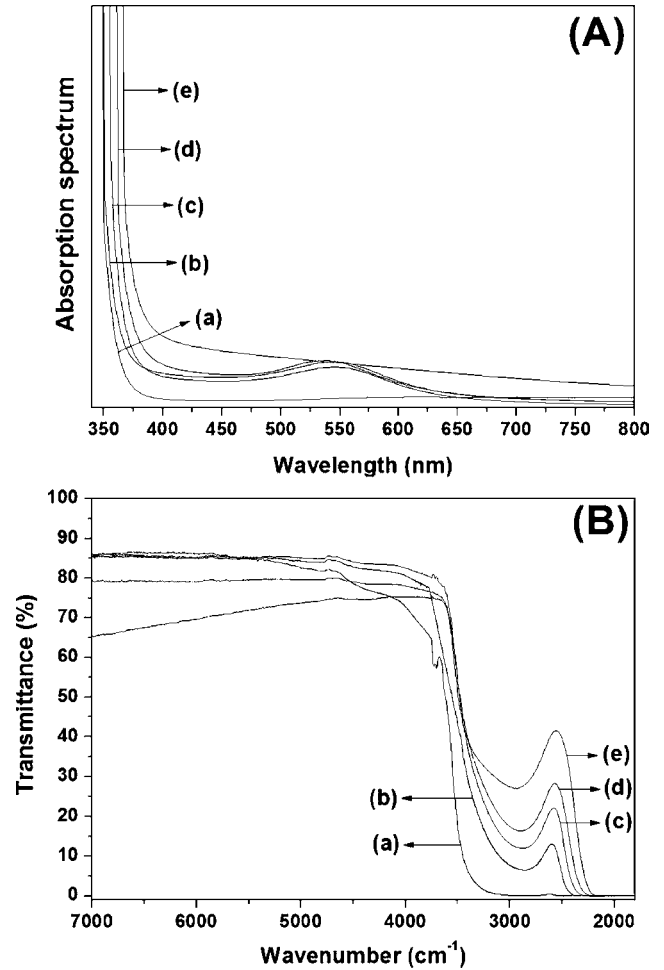 (A)
Absorption spectrum
(e)
(d)
(c)
(b)
(a)
350 400 450 500 550 600 650 700 750 800
Wavelength (nm)
(B)
Transmittance (%)
100
90
80
70
60
50
40
30
20
10
0
(e)
(d)
(b)
(c)
(a)
7000 6000 5000 4000 3000 2000
Wavenumber (cm⁻¹)